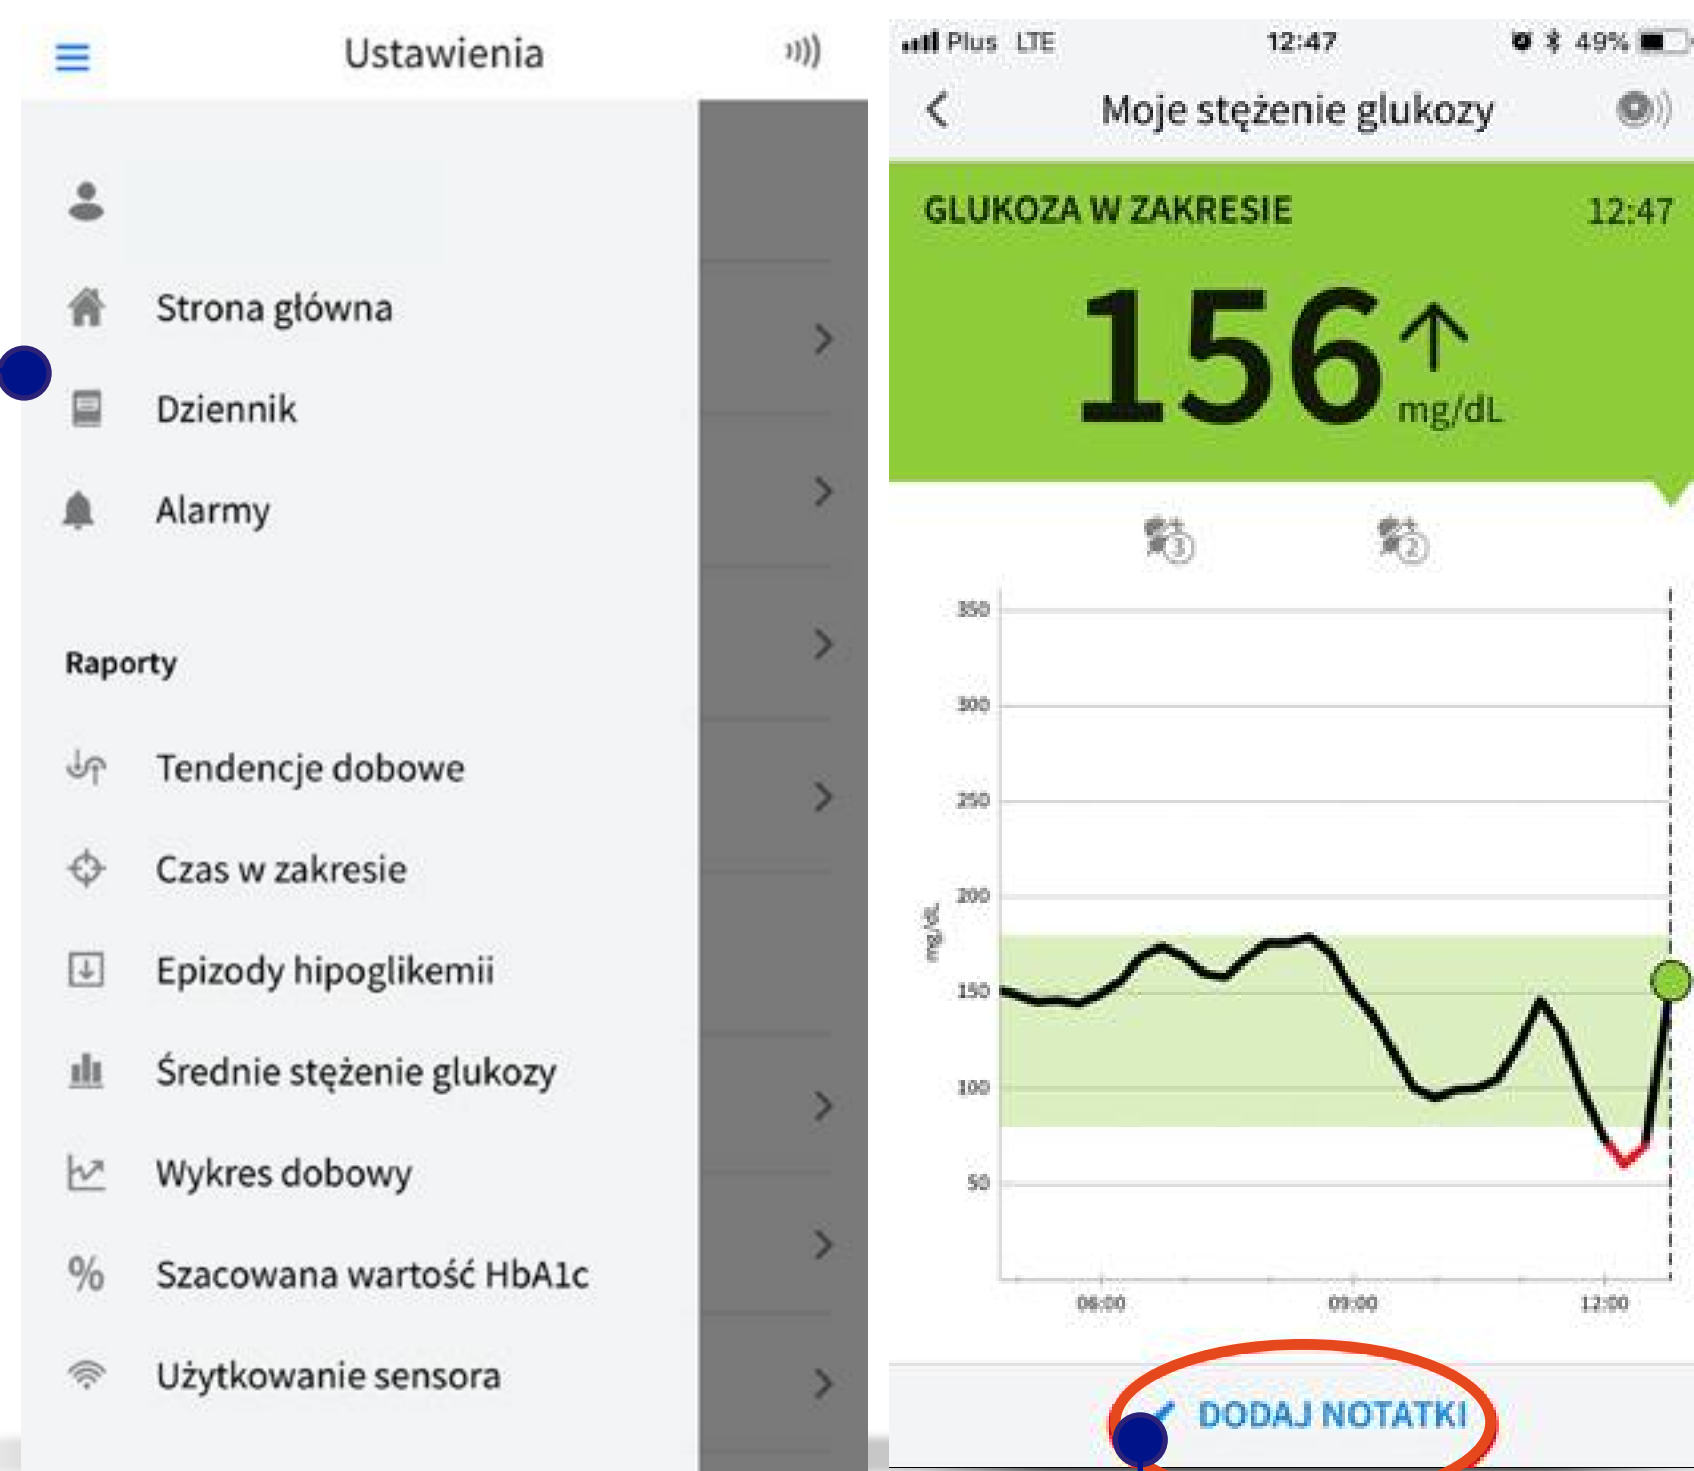 Ustawienia
Strona główna
Dziennik
Alarmy
Raporty
Tendencje dobowe
Czas w zakresie
Epizody hipoglikemii
Średnie stężenie glukozy
Wykres dobowy
% Szacowana wartość HbA1c
Użytkowanie sensora
Plus LTE 12:47 49%
Moje stężenie glukozy
GLUKOZA W ZAKRESIE 12:47
156
mg/dL
3 2
350
300
250
200
mg/dL
150
100
50
06:00 09:00 12:00
DODAJ NOTATKI